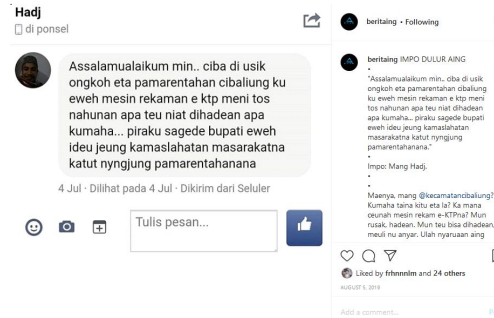 Hadj
di ponsel
Assalamualaikum min.. ciba di usik
ongkoh eta pamarentahan cibaliung ku
eweh mesin rekaman e ktp meni tos
nahunan apa teu niat dihadean apa
kumaha... piraku sagede bupati eweh
ideu jeung kamaslahatan masarakatna
katut nyngjung pamarentahanana
4 Jul · Dilihat pada 4 Jul · Dikirim dari Seluler
Tulis pesan...
beritaing • Following
beritaing IMPO DULUR AING
•
"Assalamualaikum min.. ciba di usik
ongkoh eta pamarentahan cibaliung
ku eweh mesin rekaman e ktp meni
tos nahunan apa teu niat dihadean
apa kumaha... piraku sagede bupati
eweh ideu jeung kamaslahatan
masarakatna katut nyngjung
pamarentahanana."
•
Impo: Mang Hadj.
•
•
Maenya, mang @kecamatancibaliung?
Kumaha taina kitu eta la? Ka mana
ceunah mesin rekam e-KTPna? Mun
rusak, hadean. Mun teu bisa dihadean,
meuli nu anyar. Ulah nyaruaan aing
Liked by frhnnnlm and 24 others
AUGUST 5, 2019
Add a comment...